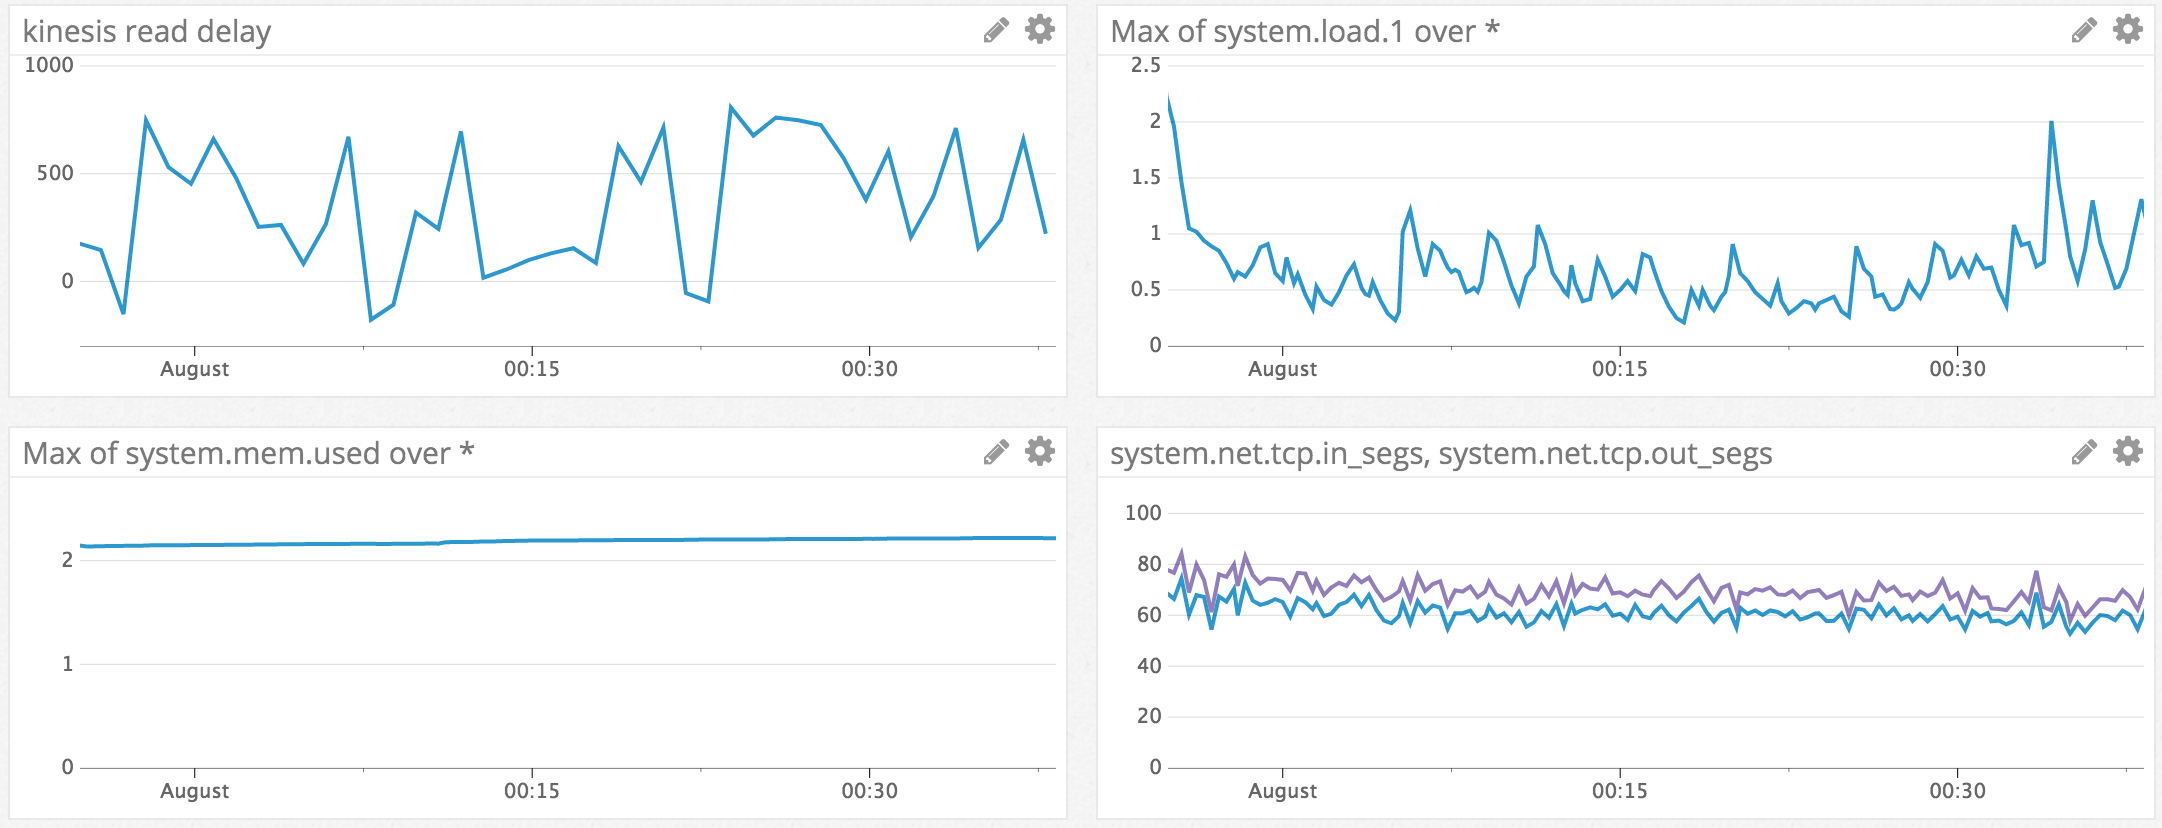 kinesis read delay
1000
500
0
August 00:15 00:30
Max of system.load.1 over *
2.5
2
1.5
1
0.5
0
August 00:15 00:30
Max of system.mem.used over *
2
1
0
August 00:15 00:30
system.net.tcp.in_segs, system.net.tcp.out_segs
100
80
60
40
20
0
August 00:15 00:30